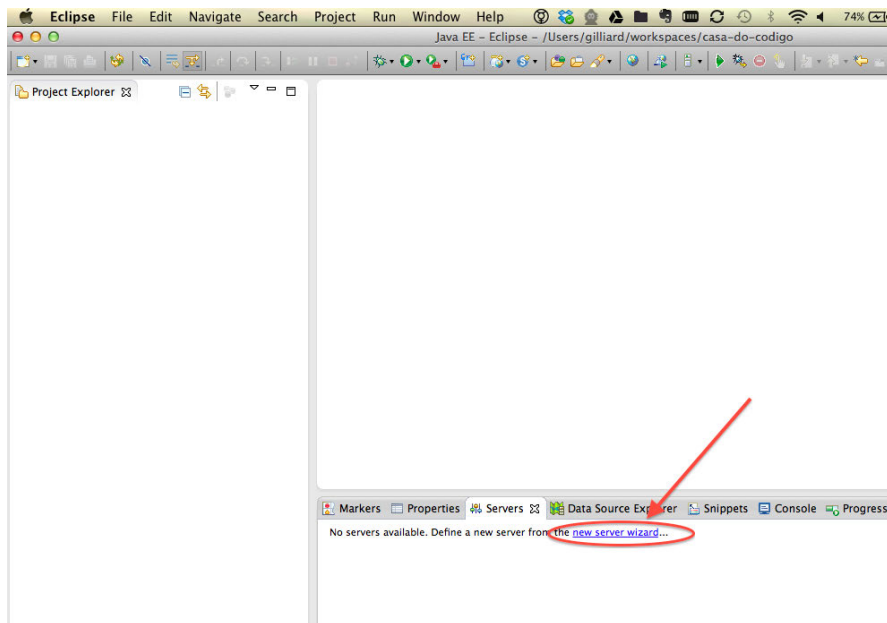 Eclipse File Edit Navigate Search Project Run Window Help 74%
Java EE – Eclipse – /Users/gilliard/workspaces/casa-do-codigo
Project Explorer
Markers Properties Servers Data Source Explorer Snippets Console Progress
No servers available. Define a new server from the new server wizard...